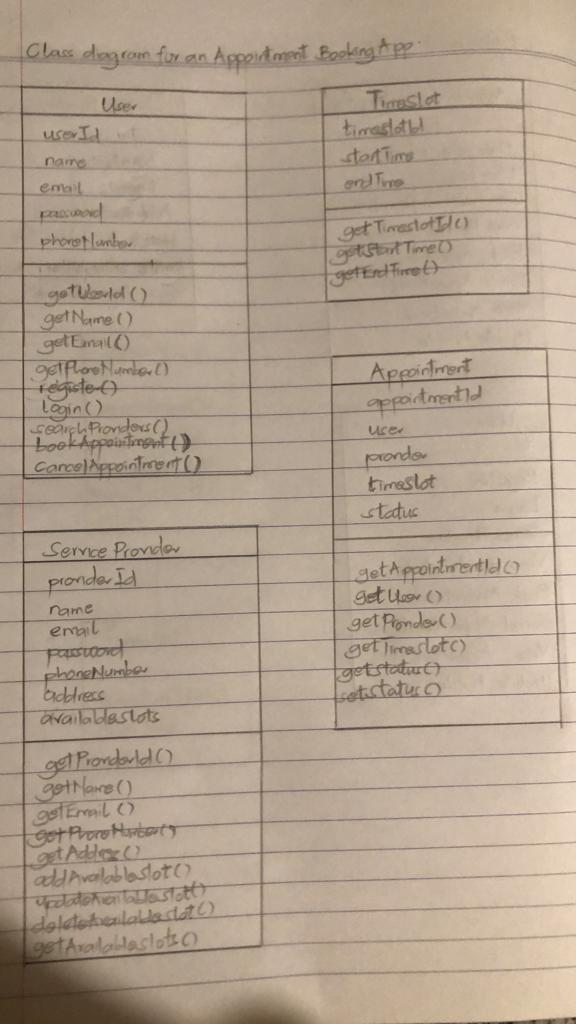 Class diagram for an Appointment Booking App.
User
userId
name
email
password
phoneNumber
getUserId()
getName()
getEmail()
getPhoneNumber()
register()
login()
searchProviders()
bookAppointment()
cancelAppointment()
TimeSlot
timeslotId
startTime
endTime
getTimeslotId()
getStartTime()
getEndTime()
Appointment
appointmentId
user
provider
timeSlot
status
getAppointmentId()
getUser()
getProvider()
getTimeslot()
getstatus()
setstatus()
Service Provider
providerId
name
email
password
phoneNumber
address
availableslots
getProviderId()
getName()
getEmail()
getPhoneNumber()
getAddress()
addAvailableslot()
updateAvailableslot()
deleteAvailableslot()
getAvailableslots()